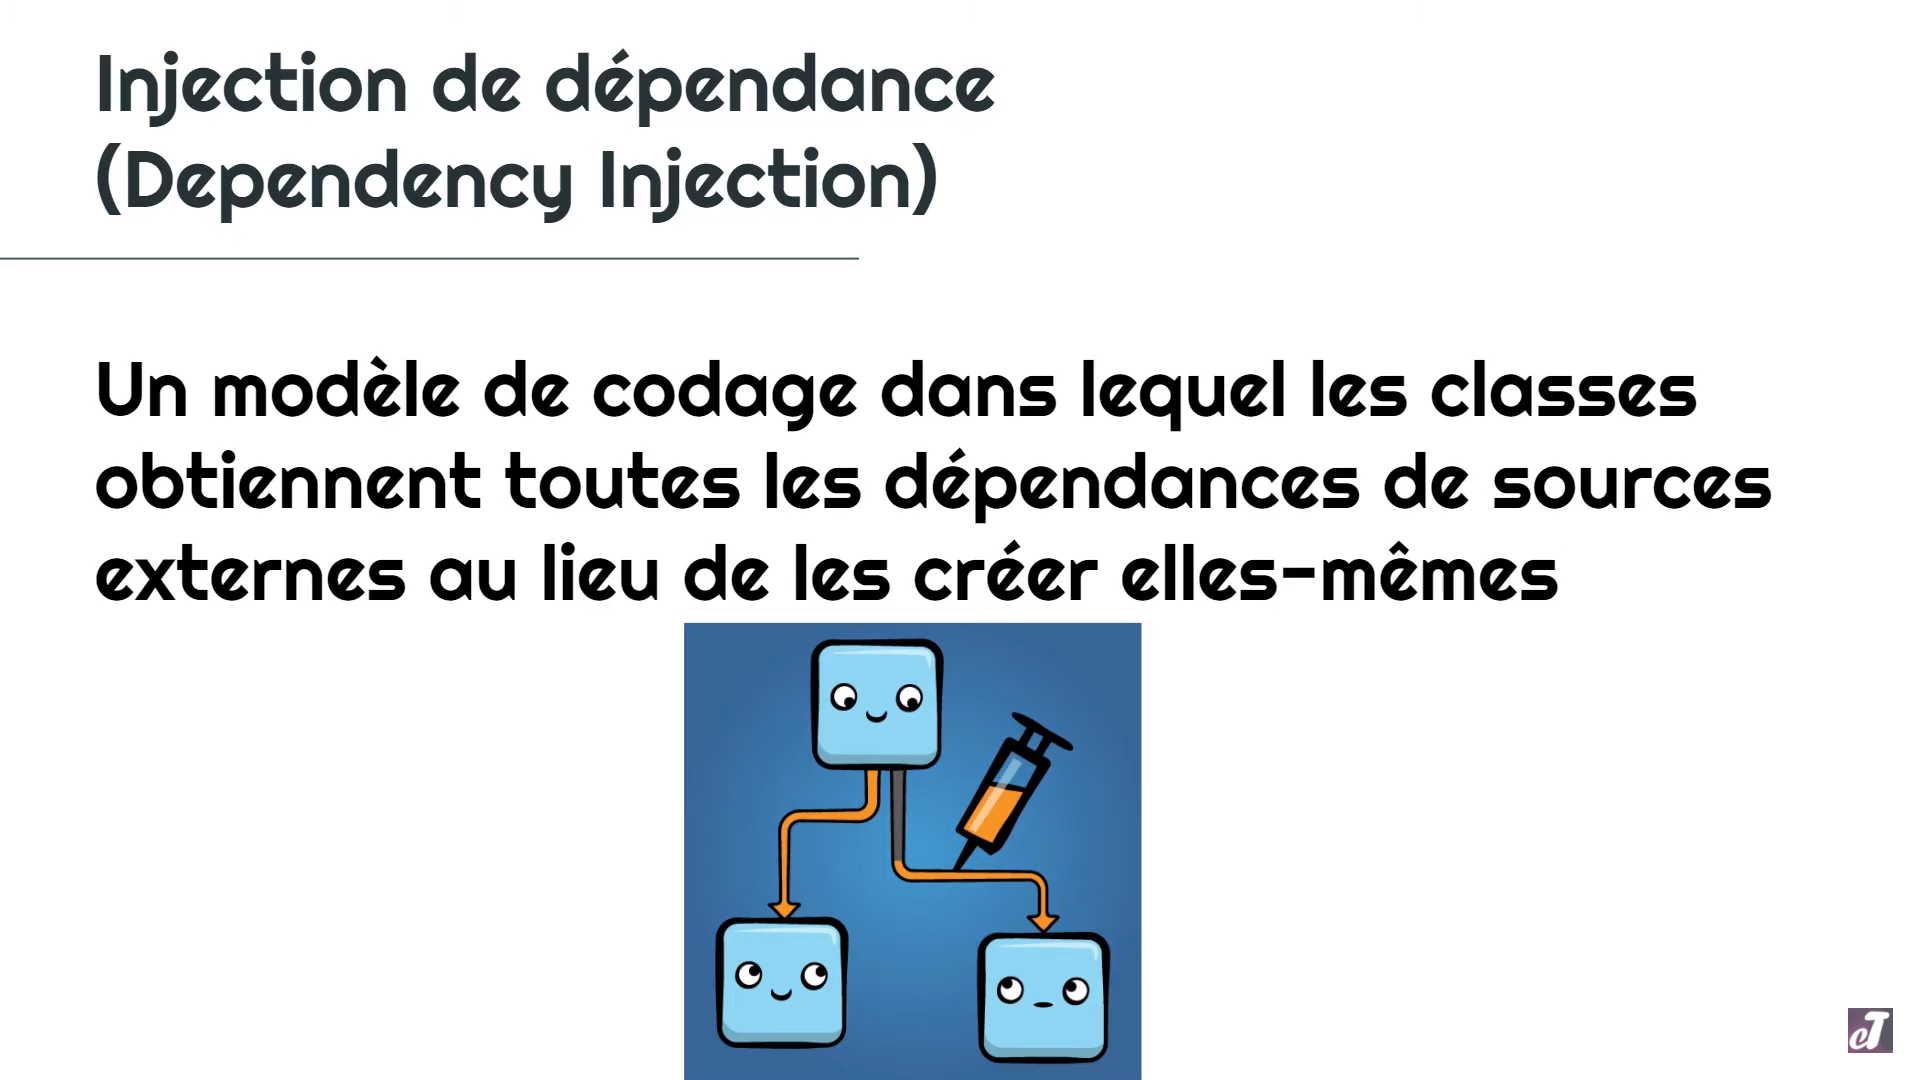 Injection de dépendance
(Dependency Injection)
Un modèle de codage dans lequel les classes
obtiennent toutes les dépendances de sources
externes au lieu de les créer elles-mêmes
eT